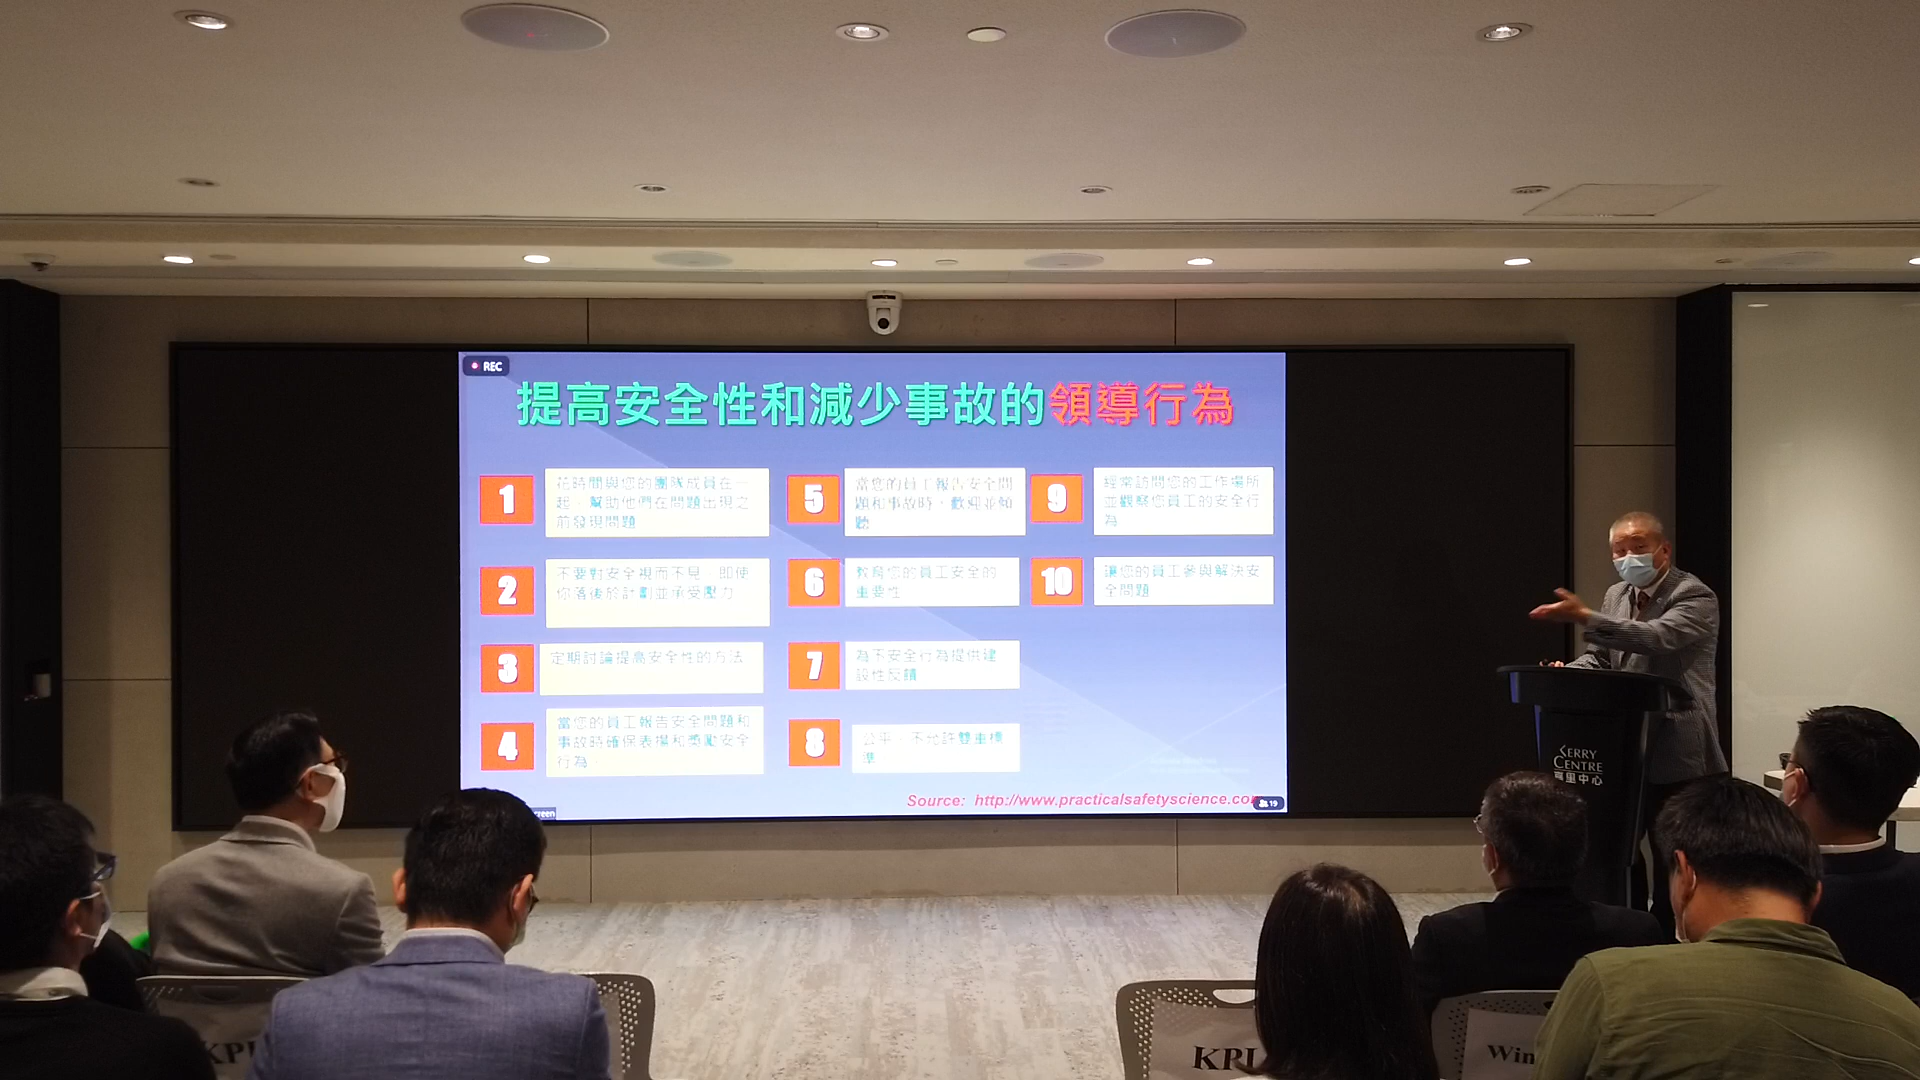 REC
提高安全性和減少事故的領導行為
1
花時間與您的團隊成員在一
起，幫助他們在問題出現之
前發現問題
2
不要對安全視而不見，即使
你落後於計劃並承受壓力
3
定期討論提高安全性的方法
4
當您的員工報告安全問題和
事故時確保表揚和獎勵安全
行為。
5
當您的員工報告安全問
題和事故時，歡迎並傾
聽
6
教育您的員工安全的
重要性
7
為不安全行為提供建
設性反饋
8
公平。不允許雙重標
準
9
經常訪問您的工作場所
並觀察您員工的安全行
為
10
讓您的員工參與解決安
全問題
Source: http://www.practicalsafetyscience.co
19
KERRY
CENTRE
嘉里中心